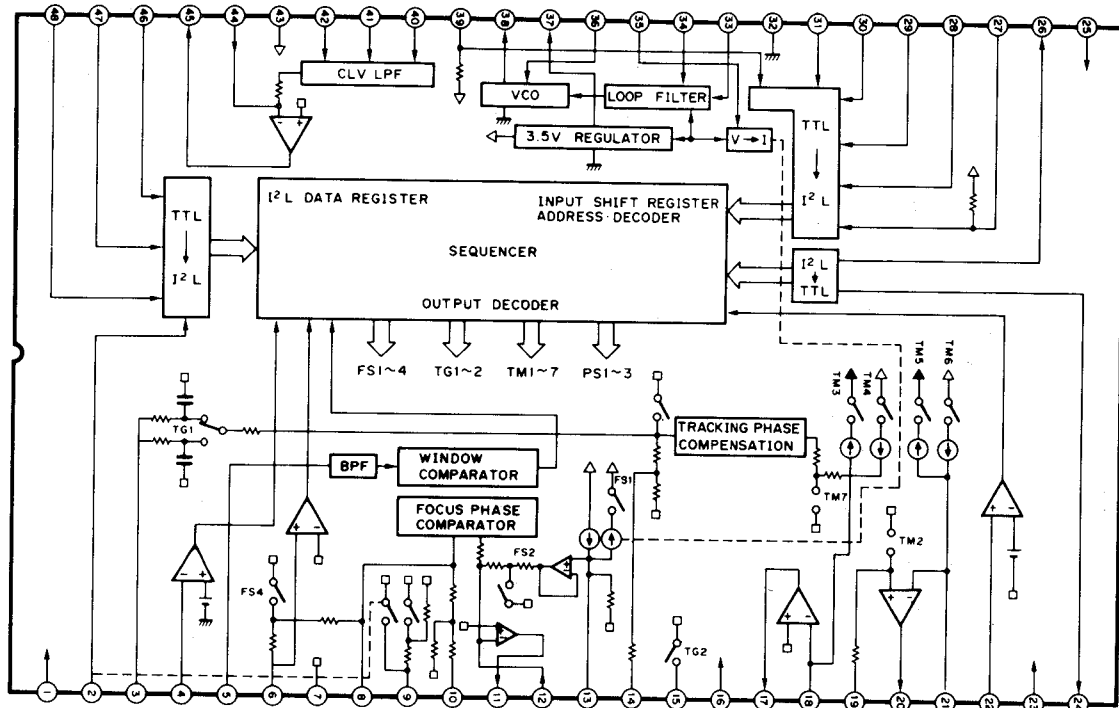 48 47 46 45 44 43 42 41 40 39 38 37 36 35 34 33 32 31 30 29 28 27 26 25
CLV LPF
VCO
LOOP FILTER
3.5V REGULATOR
V → I
TTL
↓
I² L
TTL
↓
I² L
I² L
↓
TTL
I² L DATA REGISTER
INPUT SHIFT REGISTER
ADDRESS·DECODER
SEQUENCER
OUTPUT DECODER
FS1~4
TG1~2
TM1~7
PS1~3
TM3
TM4
TM5
TM6
TG1
BPF
WINDOW
COMPARATOR
TRACKING PHASE
COMPENSATION
FOCUS PHASE
COMPARATOR
FS1
TM7
FS2
TM2
FS4
TG2
1 2 3 4 5 6 7 8 9 10 11 12 13 14 15 16 17 18 19 20 21 22 23 24